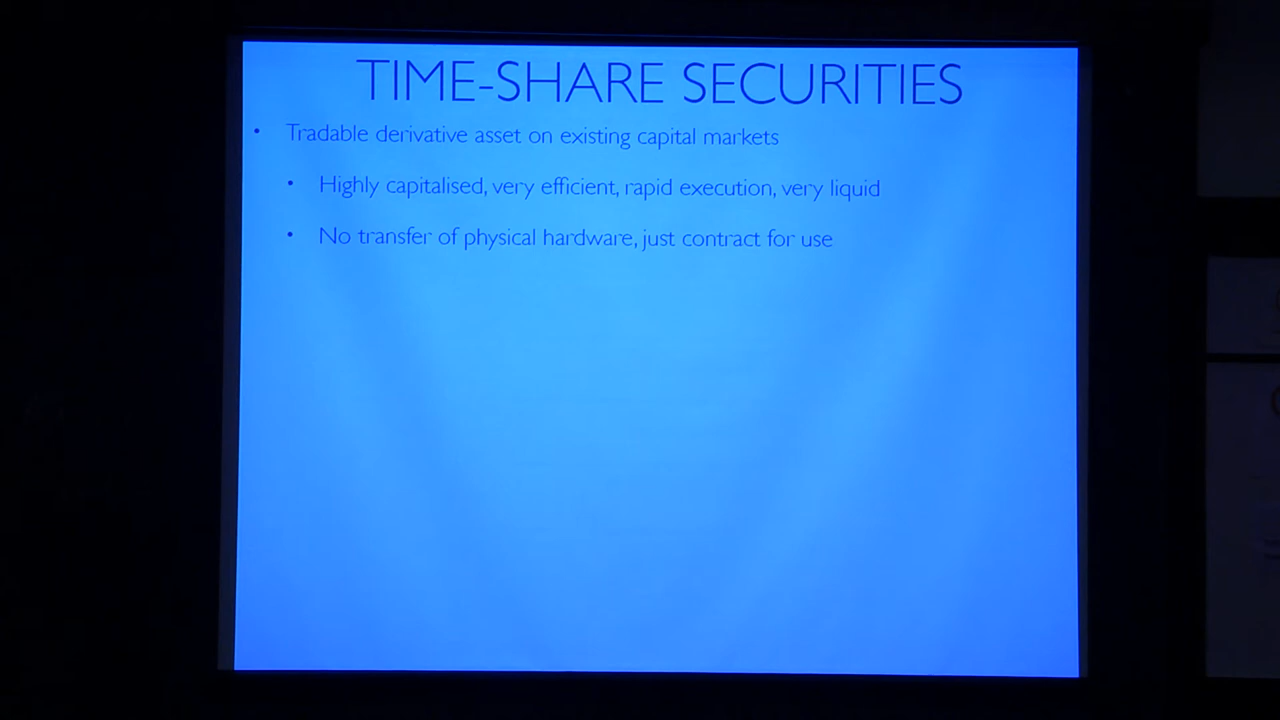 TIME-SHARE SECURITIES
• Tradable derivative asset on existing capital markets
• Highly capitalised, very efficient, rapid execution, very liquid
• No transfer of physical hardware, just contract for use